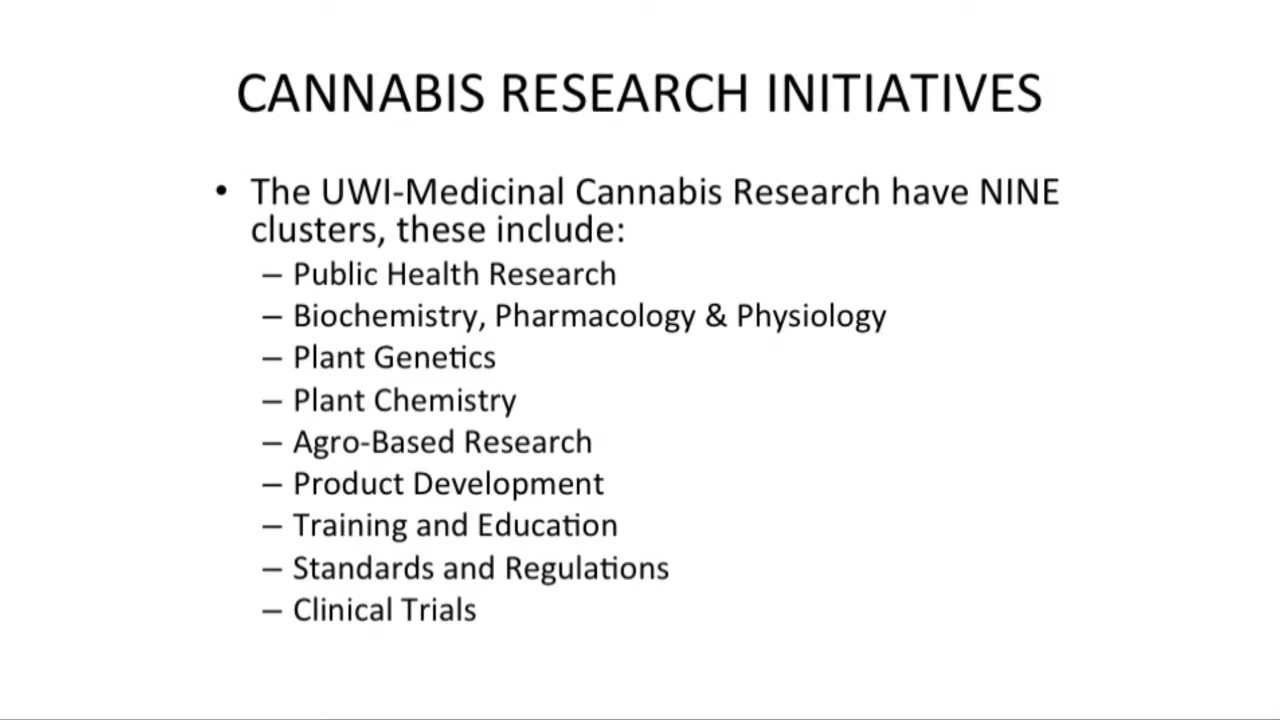 CANNABIS RESEARCH INITIATIVES
• The UWI-Medicinal Cannabis Research have NINE
clusters, these include:
– Public Health Research
– Biochemistry, Pharmacology & Physiology
– Plant Genetics
– Plant Chemistry
– Agro-Based Research
– Product Development
– Training and Education
– Standards and Regulations
– Clinical Trials